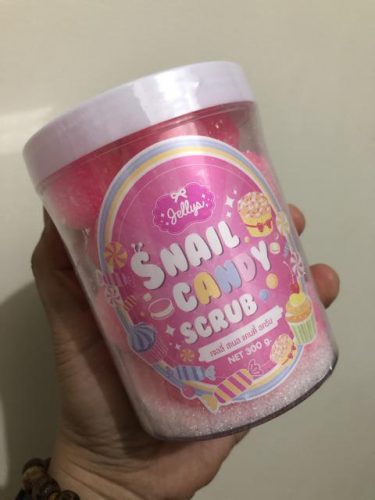 Jellys
SNAIL
CANDY
SCRUB
เจลลี่ สเนล แคนดี้ สครับ
NET 300 g.